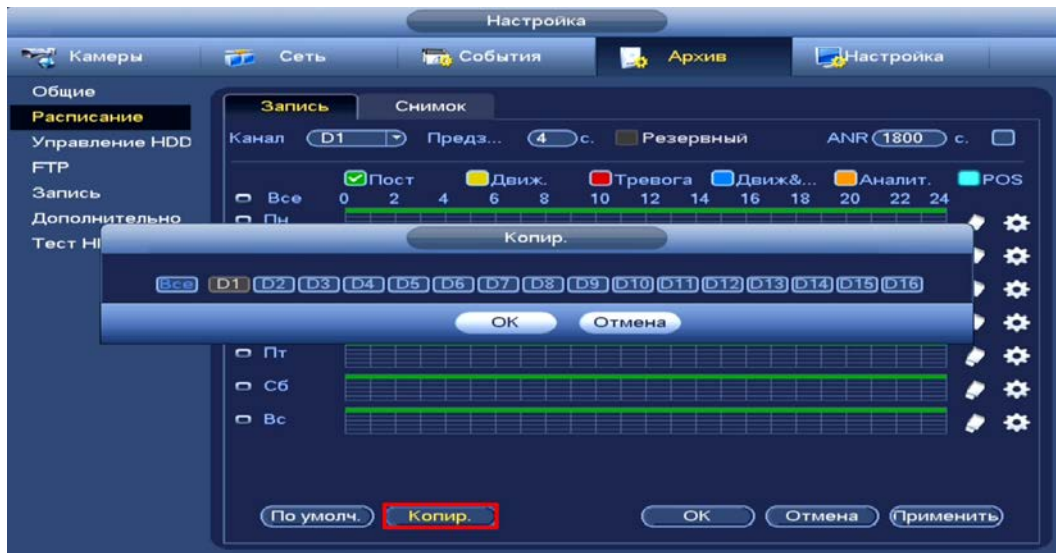 Настройка
Камеры Сеть События Архив Настройка
Общие
Расписание
Управление HDD
FTP
Запись
Дополнительно
Запись Снимок
Канал D1 Предз... 4 с. Резервный ANR 1800 с.
Пост Движ. Тревога Движ&... Аналит. POS
Все 0 2 4 6 8 10 12 14 16 18 20 22 24
Пн
Тест
Копир.
Все D1 D2 D3 D4 D5 D6 D7 D8 D9 D10 D11 D12 D13 D14 D15 D16
OK Отмена
Пт
Сб
Вс
По умолч. Копир. OK Отмена Применить